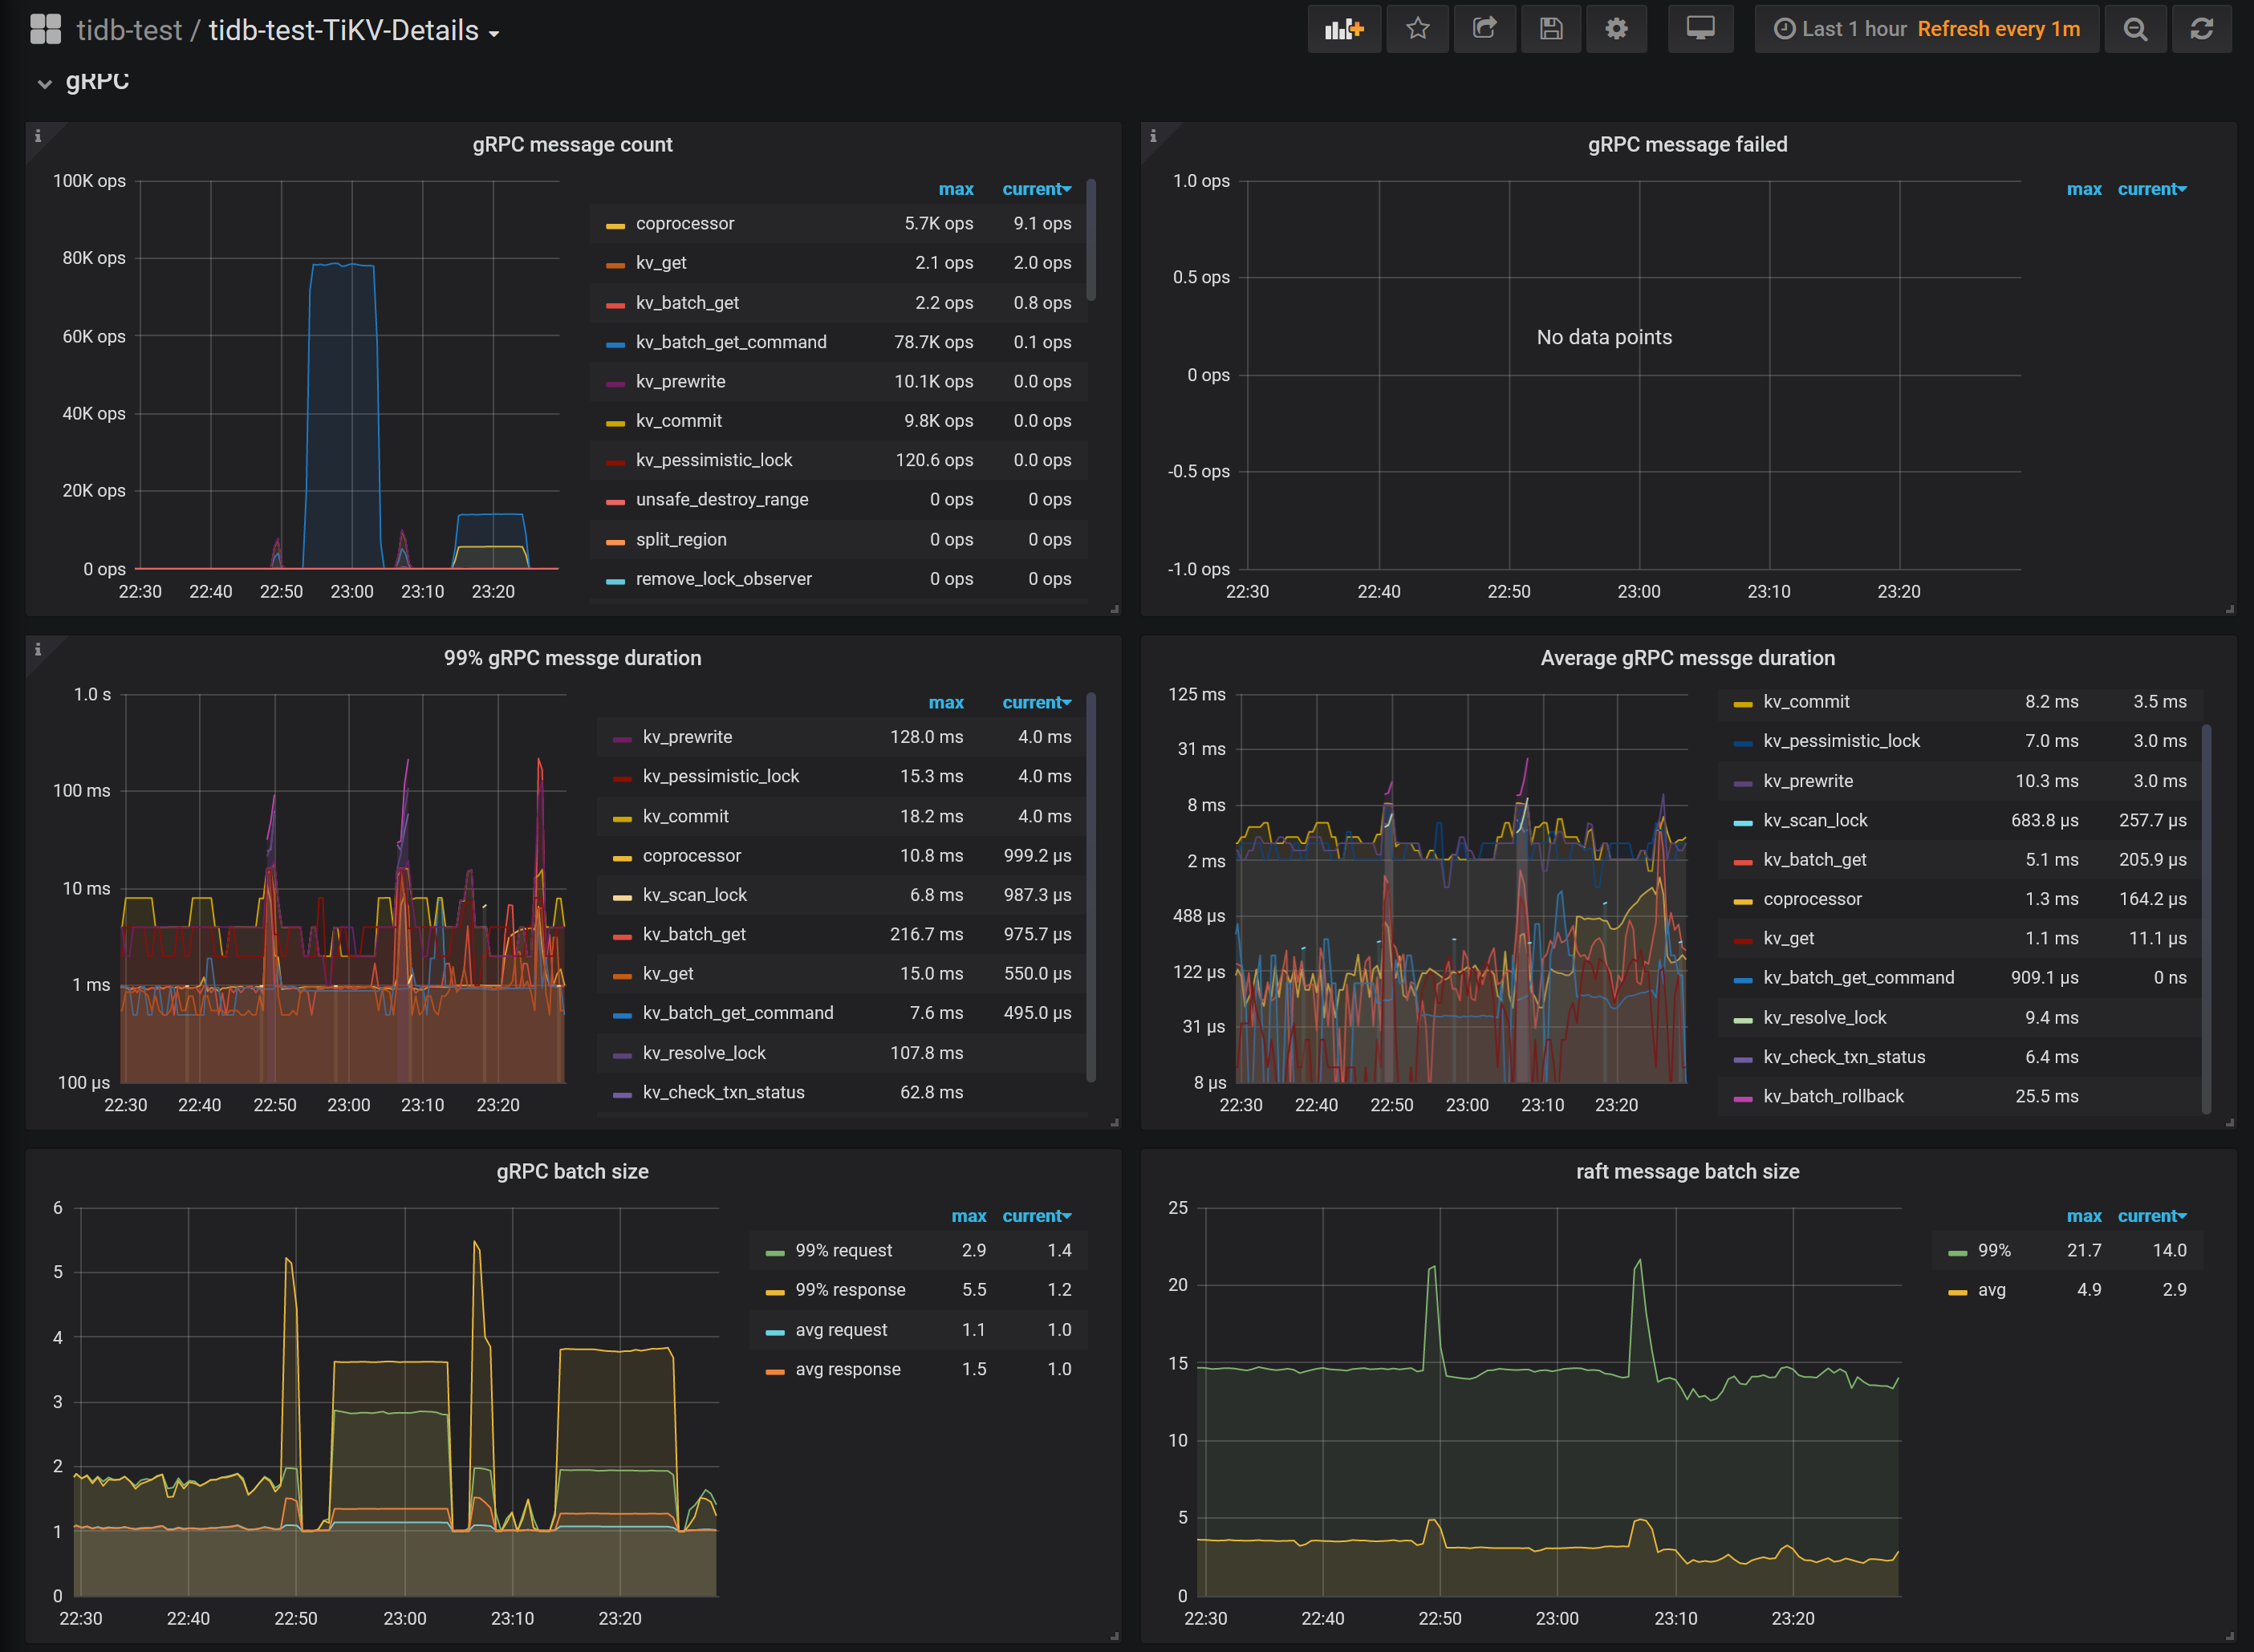 tidb-test / tidb-test-TiKV-Details
Last 1 hour Refresh every 1m
gRPC
gRPC message count
100K ops
80K ops
60K ops
40K ops
20K ops
0 ops
22:30 22:40 22:50 23:00 23:10 23:20
max current
coprocessor 5.7K ops 9.1 ops
kv_get 2.1 ops 2.0 ops
kv_batch_get 2.2 ops 0.8 ops
kv_batch_get_command 78.7K ops 0.1 ops
kv_prewrite 10.1K ops 0.0 ops
kv_commit 9.8K ops 0.0 ops
kv_pessimistic_lock 120.6 ops 0.0 ops
unsafe_destroy_range 0 ops 0 ops
split_region 0 ops 0 ops
remove_lock_observer 0 ops 0 ops
gRPC message failed
1.0 ops
0.5 ops
0 ops
-0.5 ops
-1.0 ops
No data points
22:30 22:40 22:50 23:00 23:10 23:20
max current
99% gRPC messge duration
1.0 s
100 ms
10 ms
1 ms
100 µs
22:30 22:40 22:50 23:00 23:10 23:20
max current
kv_prewrite 128.0 ms 4.0 ms
kv_pessimistic_lock 15.3 ms 4.0 ms
kv_commit 18.2 ms 4.0 ms
coprocessor 10.8 ms 999.2 µs
kv_scan_lock 6.8 ms 987.3 µs
kv_batch_get 216.7 ms 975.7 µs
kv_get 15.0 ms 550.0 µs
kv_batch_get_command 7.6 ms 495.0 µs
kv_resolve_lock 107.8 ms
kv_check_txn_status 62.8 ms
Average gRPC messge duration
125 ms
31 ms
8 ms
2 ms
488 µs
122 µs
31 µs
8 µs
22:30 22:40 22:50 23:00 23:10 23:20
kv_commit 8.2 ms 3.5 ms
kv_pessimistic_lock 7.0 ms 3.0 ms
kv_prewrite 10.3 ms 3.0 ms
kv_scan_lock 683.8 µs 257.7 µs
kv_batch_get 5.1 ms 205.9 µs
coprocessor 1.3 ms 164.2 µs
kv_get 1.1 ms 11.1 µs
kv_batch_get_command 909.1 µs 0 ns
kv_resolve_lock 9.4 ms
kv_check_txn_status 6.4 ms
kv_batch_rollback 25.5 ms
gRPC batch size
6
5
4
3
2
1
0
22:30 22:40 22:50 23:00 23:10 23:20
max current
99% request 2.9 1.4
99% response 5.5 1.2
avg request 1.1 1.0
avg response 1.5 1.0
raft message batch size
25
20
15
10
5
0
22:30 22:40 22:50 23:00 23:10 23:20
max current
99% 21.7 14.0
avg 4.9 2.9